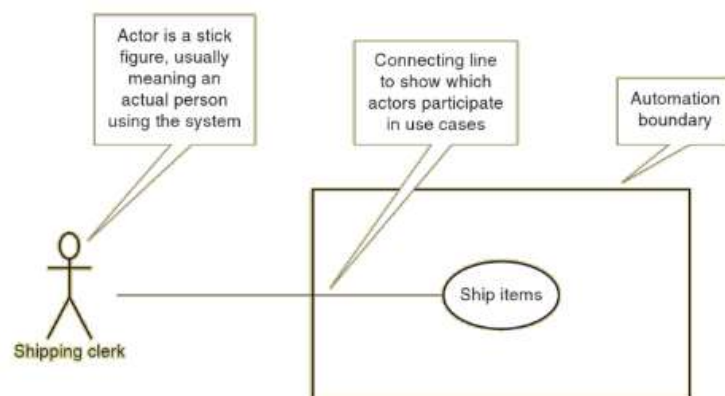 Actor is a stick
figure, usually
meaning an
actual person
using the system
Connecting line
to show which
actors participate
in use cases
Automation
boundary
Ship items
Shipping clerk